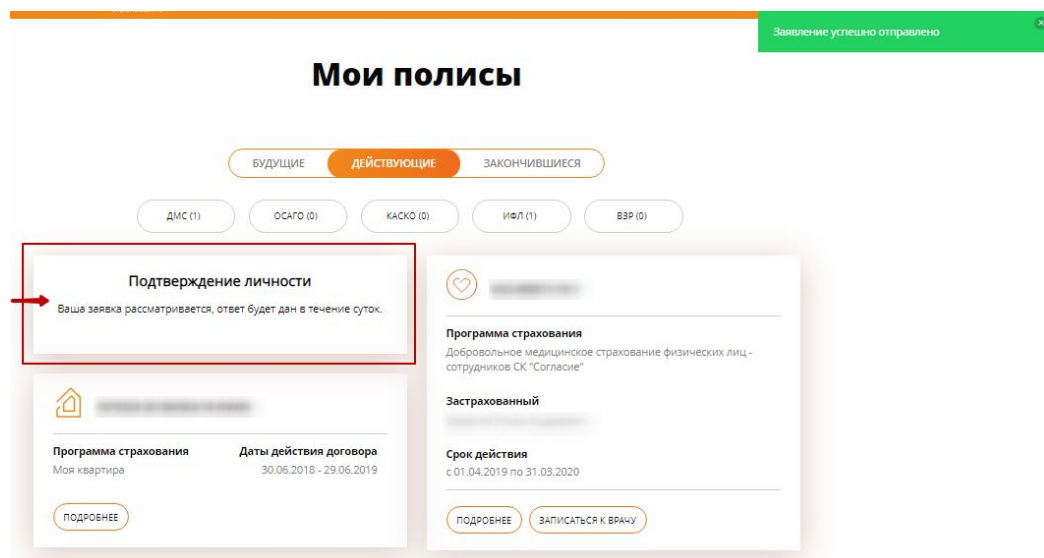 Заявление успешно отправлено
Мои полисы
БУДУЩИЕ
ДЕЙСТВУЮЩИЕ
ЗАКОНЧИВШИЕСЯ
ДМС (1)
ОСАГО (0)
КАСКО (0)
ИФЛ (1)
ВЗР (0)
Подтверждение личности
Ваша заявка рассматривается, ответ будет дан в течение суток.
Программа страхования
Моя квартира
Даты действия договора
30.06.2018 - 29.06.2019
ПОДРОБНЕЕ
Программа страхования
Добровольное медицинское страхование физических лиц -
сотрудников СК "Согласие"
Застрахованный
Срок действия
с 01.04.2019 по 31.03.2020
ПОДРОБНЕЕ
ЗАПИСАТЬСЯ К ВРАЧУ